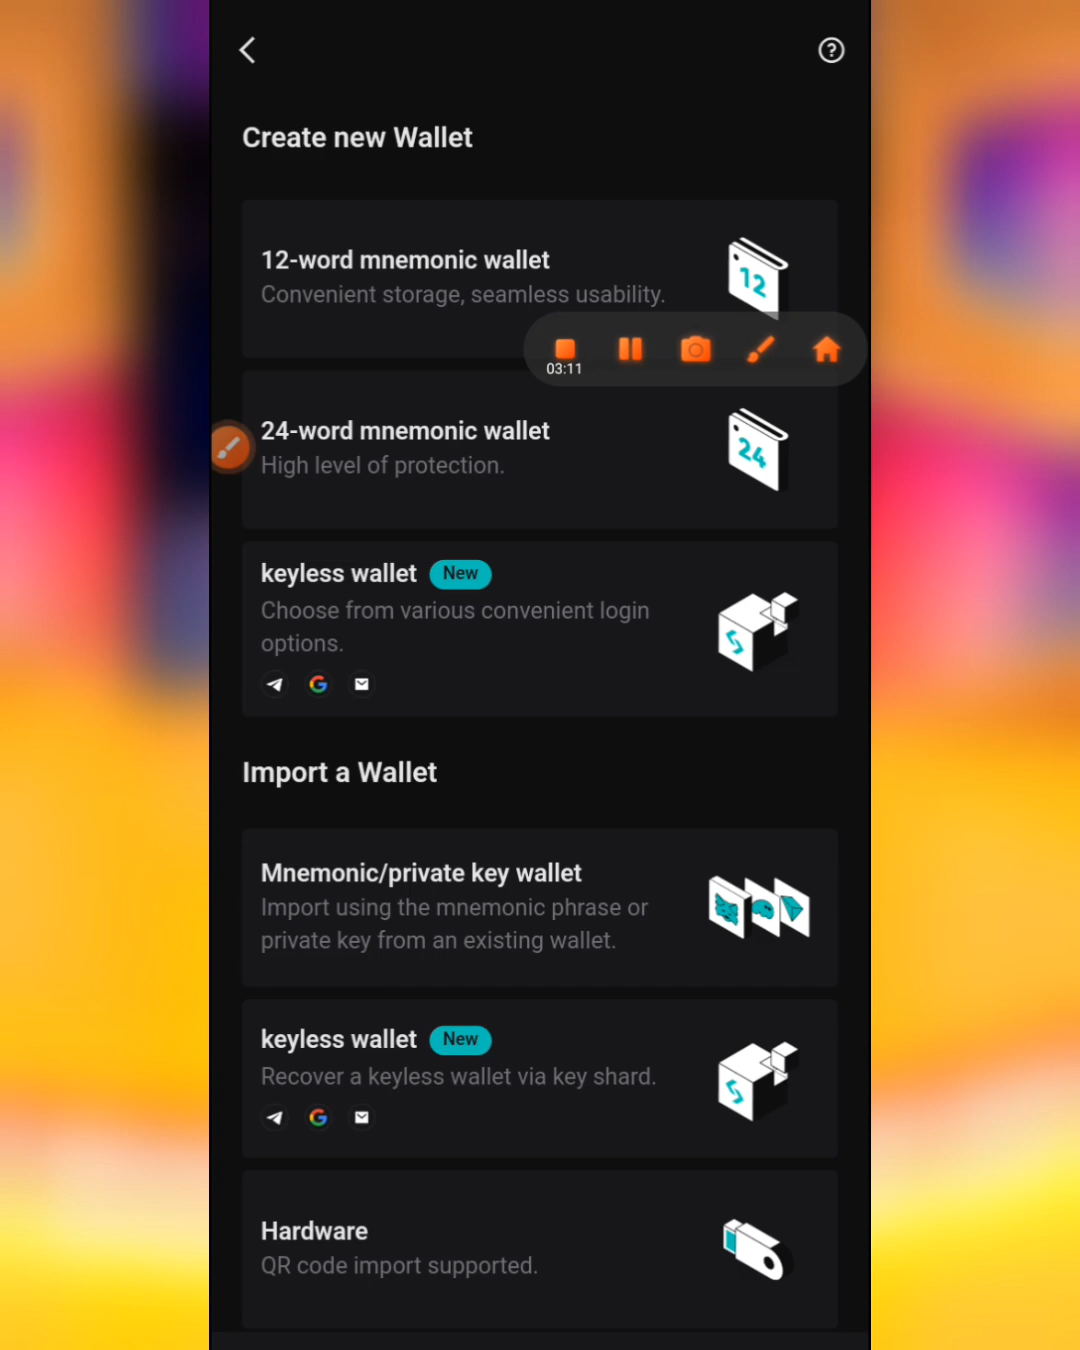 Create new Wallet
12-word mnemonic wallet
Convenient storage, seamless usability.
12
03:11
24-word mnemonic wallet
High level of protection.
24
keyless wallet New
Choose from various convenient login
options.
Import a Wallet
Mnemonic/private key wallet
Import using the mnemonic phrase or
private key from an existing wallet.
keyless wallet New
Recover a keyless wallet via key shard.
Hardware
QR code import supported.